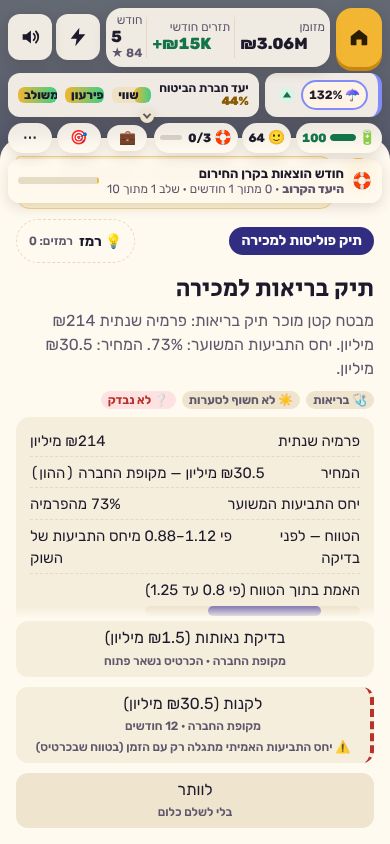 מזומן
₪3.06M
תזרים חודשי
+₪15K
חודש
5
84 ★
132%
יעד חברת הביטוח
44%
שווי
פירעון
משולב
100
64
0/3
...
חודש הוצאות בקרן החירום
היעד הקרוב · 0 מתוך 1 חודשים · שלב 1 מתוך 10
תיק פוליסות למכירה
רמז
רמזים: 0
תיק בריאות למכירה
מבטח קטן מוכר תיק בריאות: פרמיה שנתית ₪214
מיליון. יחס התביעות המשוער: 73%. המחיר: ₪30.5
מיליון.
בריאות
לא חשוף לסערות
לא נבדק
פרמיה שנתית
₪214 מיליון
המחיר
₪30.5 מיליון — מקופת החברה (ההון)
יחס התביעות המשוער
73% מהפרמיה
הטווח — לפני
בדיקה
פי 0.88–1.12 מיחס התביעות של
השוק
האמת בתוך הטווח (פי 0.8 עד 1.25)
בדיקת נאותות (₪1.5 מיליון)
מקופת החברה · הכרטיס נשאר פתוח
לקנות (₪30.5 מיליון)
מקופת החברה · 12 חודשים
⚠️ יחס התביעות האמיתי מתגלה רק עם הזמן (בטווח שבכרטיס)
לוותר
בלי לשלם כלום